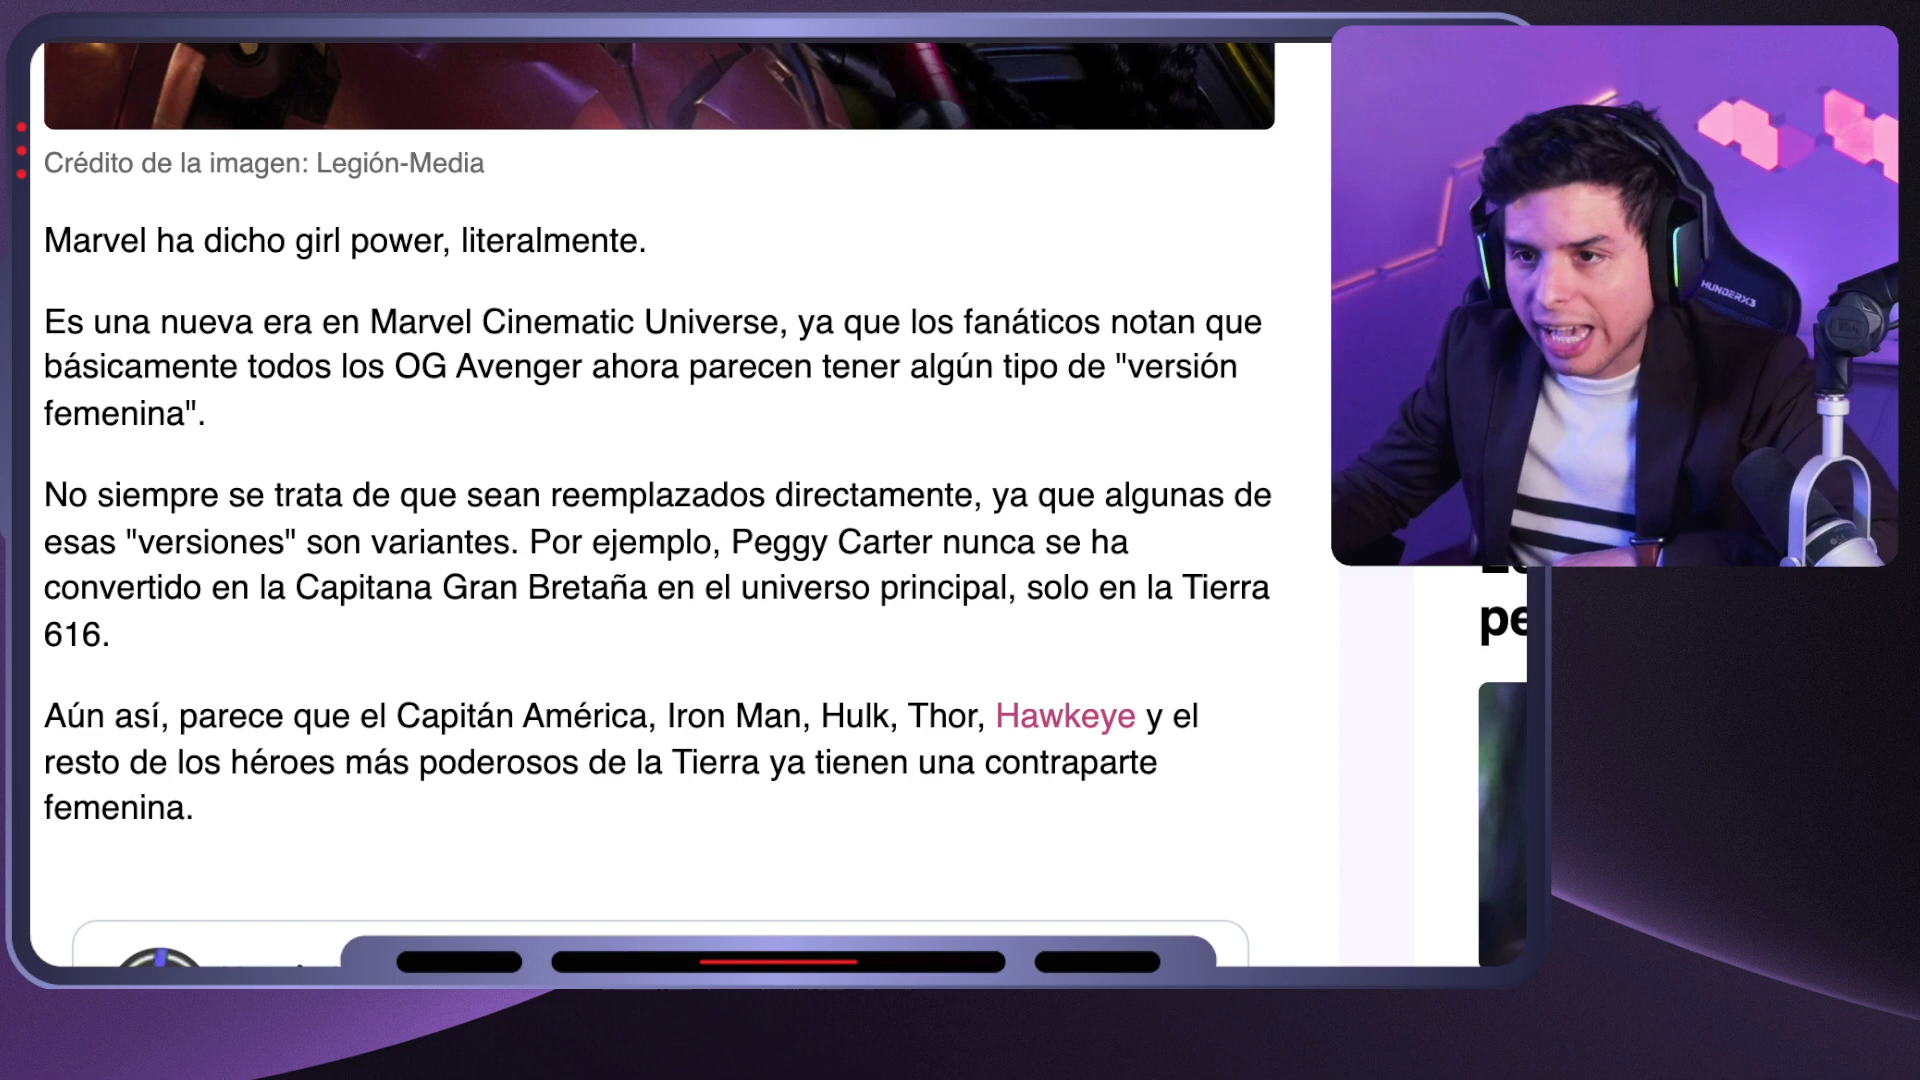 Crédito de la imagen: Legión-Media
Marvel ha dicho girl power, literalmente.
Es una nueva era en Marvel Cinematic Universe, ya que los fanáticos notan que
básicamente todos los OG Avenger ahora parecen tener algún tipo de "versión
femenina".
No siempre se trata de que sean reemplazados directamente, ya que algunas de
esas "versiones" son variantes. Por ejemplo, Peggy Carter nunca se ha
convertido en la Capitana Gran Bretaña en el universo principal, solo en la Tierra
616.
Aún así, parece que el Capitán América, Iron Man, Hulk, Thor, Hawkeye y el
resto de los héroes más poderosos de la Tierra ya tienen una contraparte
femenina.
HUNDERX3
pe